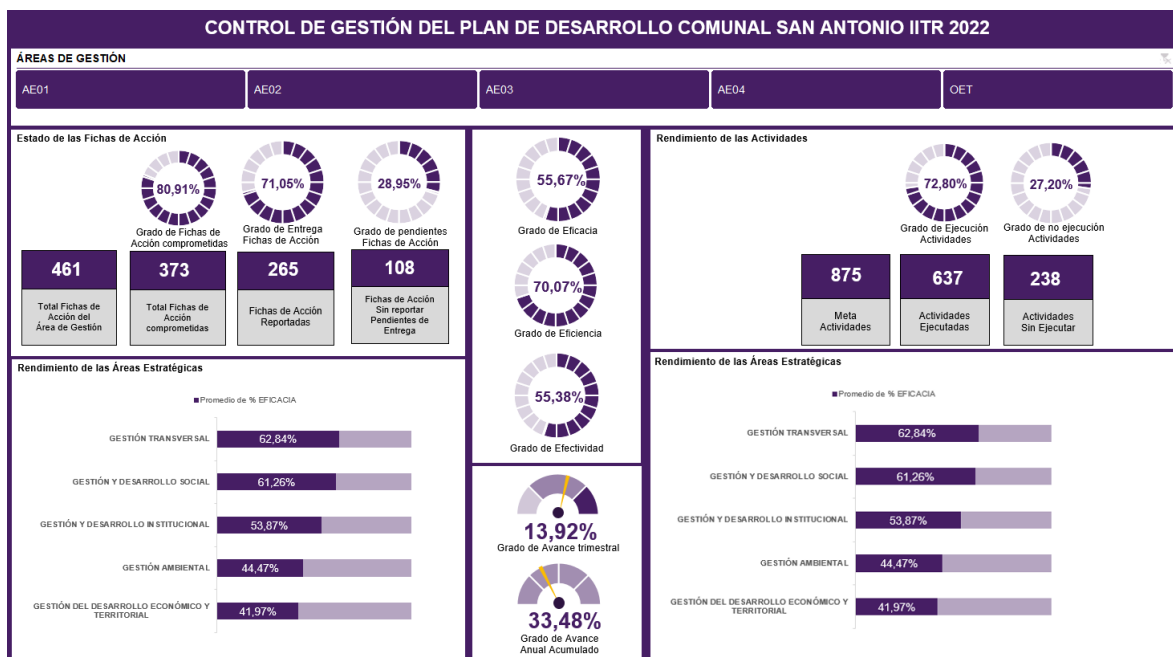 CONTROL DE GESTIÓN DEL PLAN DE DESARROLLO COMUNAL SAN ANTONIO IITR 2022
ÁREAS DE GESTIÓN
AE01
AE02
AE03
AE04
OET
Estado de las Fichas de Acción
80,91%
Grado de Fichas de
Acción comprometidas
71,05%
Grado de Entrega
Fichas de Acción
28,95%
Grado de pendientes
Fichas de Acción
461
Total Fichas de
Acción del
Área de Gestión
373
Total Fichas de
Acción
comprometidas
265
Fichas de Acción
Reportadas
108
Fichas de Acción
Sin reportar
Pendientes de
Entrega
55,67%
Grado de Eficacia
70,07%
Grado de Eficiencia
55,38%
Grado de Efectividad
Rendimiento de las Actividades
72,80%
Grado de Ejecución
Actividades
27,20%
Grado de no ejecución
Actividades
875
Meta
Actividades
637
Actividades
Ejecutadas
238
Actividades
Sin Ejecutar
Rendimiento de las Áreas Estratégicas
Promedio de % EFICACIA
GESTIÓN TRANSVERSAL
62,84%
GESTIÓN Y DESARROLLO SOCIAL
61,26%
GESTIÓN Y DESARROLLO INSTITUCIONAL
53,87%
GESTIÓN AMBIENTAL
44,47%
GESTIÓN DEL DESARROLLO ECONÓMICO Y
TERRITORIAL
41,97%
13,92%
Grado de Avance trimestral
33,48%
Grado de Avance
Anual Acumulado
Rendimiento de las Áreas Estratégicas
Promedio de % EFICACIA
GESTIÓN TRANSVERSAL
62,84%
GESTIÓN Y DESARROLLO SOCIAL
61,26%
GESTIÓN Y DESARROLLO INSTITUCIONAL
53,87%
GESTIÓN AMBIENTAL
44,47%
GESTIÓN DEL DESARROLLO ECONÓMICO Y
TERRITORIAL
41,97%